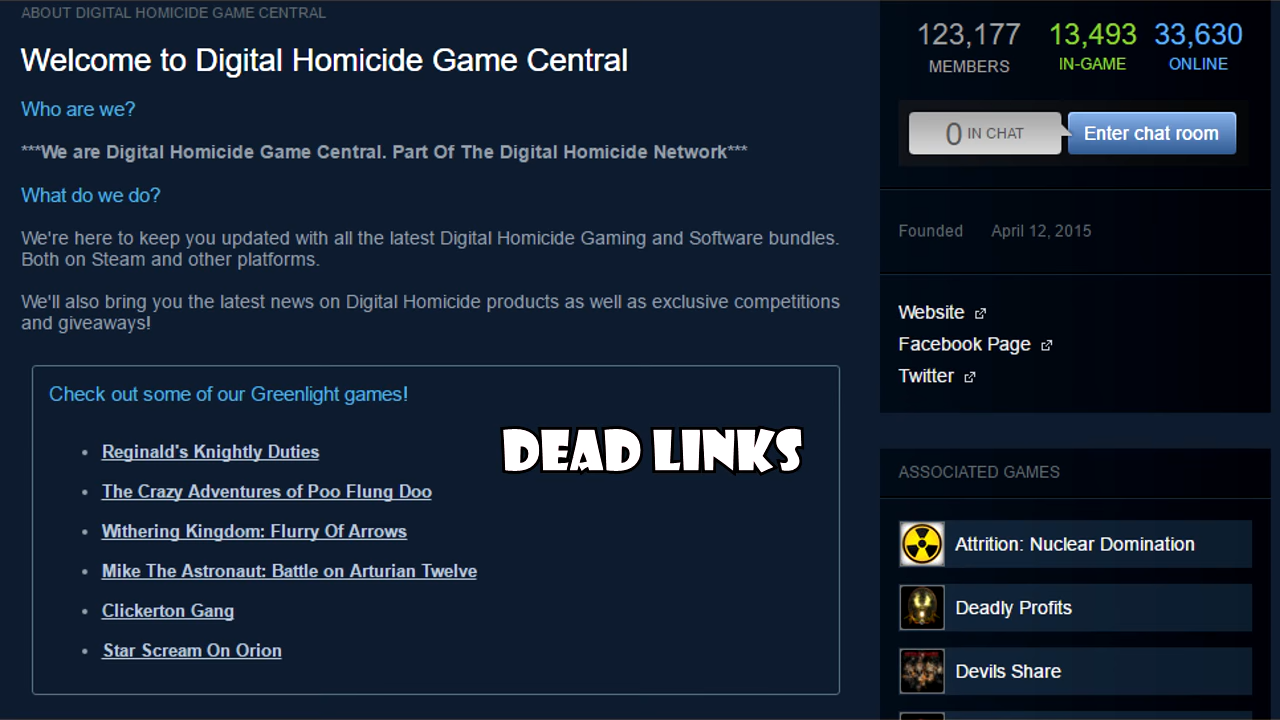 ABOUT DIGITAL HOMICIDE GAME CENTRAL
Welcome to Digital Homicide Game Central
Who are we?
***We are Digital Homicide Game Central. Part Of The Digital Homicide Network***
What do we do?
We're here to keep you updated with all the latest Digital Homicide Gaming and Software bundles.
Both on Steam and other platforms.
We'll also bring you the latest news on Digital Homicide products as well as exclusive competitions
and giveaways!
Check out some of our Greenlight games!
• Reginald's Knightly Duties
• The Crazy Adventures of Poo Flung Doo
• Withering Kingdom: Flurry Of Arrows
• Mike The Astronaut: Battle on Arturian Twelve
• Clickerton Gang
• Star Scream On Orion
DEAD LINKS
123,177 13,493 33,630
MEMBERS IN-GAME ONLINE
0 IN CHAT Enter chat room
Founded April 12, 2015
Website
Facebook Page
Twitter
ASSOCIATED GAMES
Attrition: Nuclear Domination
Deadly Profits
Devils Share